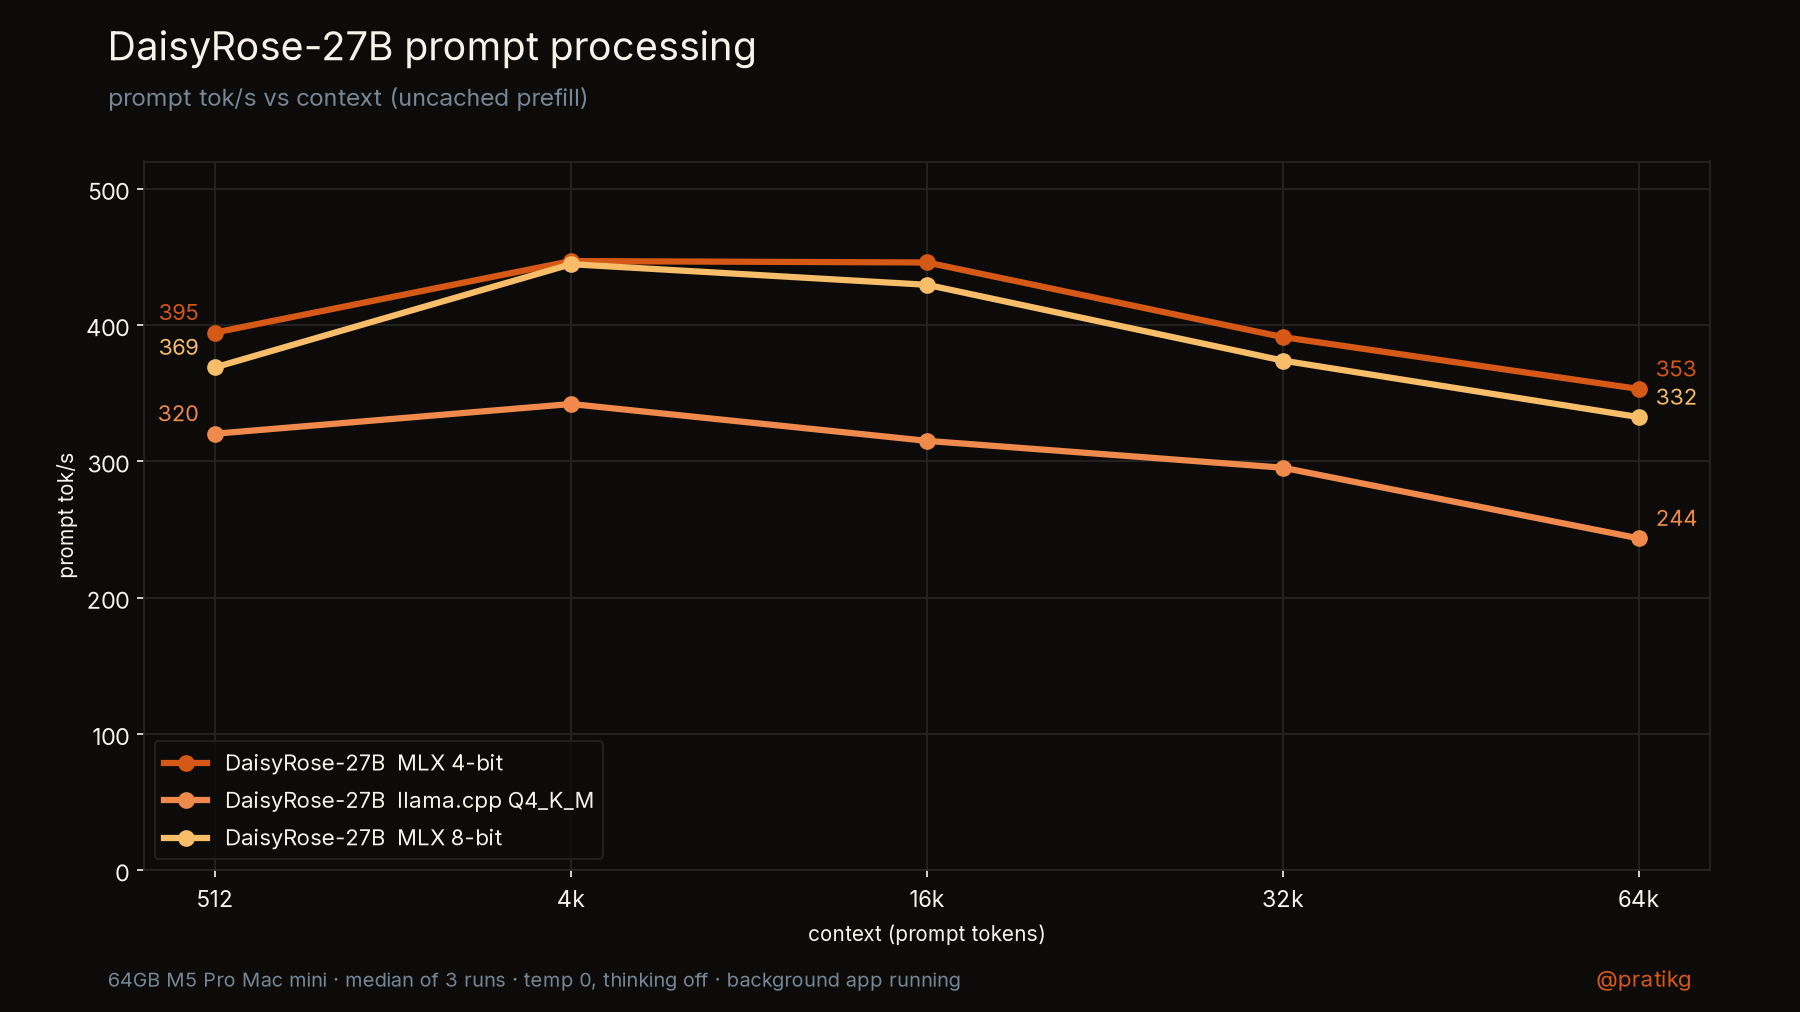 DaisyRose-27B prompt processing
prompt tok/s vs context (uncached prefill)
500
400
300
200
100
0
prompt tok/s
395
369
320
353
332
244
DaisyRose-27B MLX 4-bit
DaisyRose-27B llama.cpp Q4_K_M
DaisyRose-27B MLX 8-bit
512 4k 16k 32k 64k
context (prompt tokens)
64GB M5 Pro Mac mini · median of 3 runs · temp 0, thinking off · background app running
@pratikg